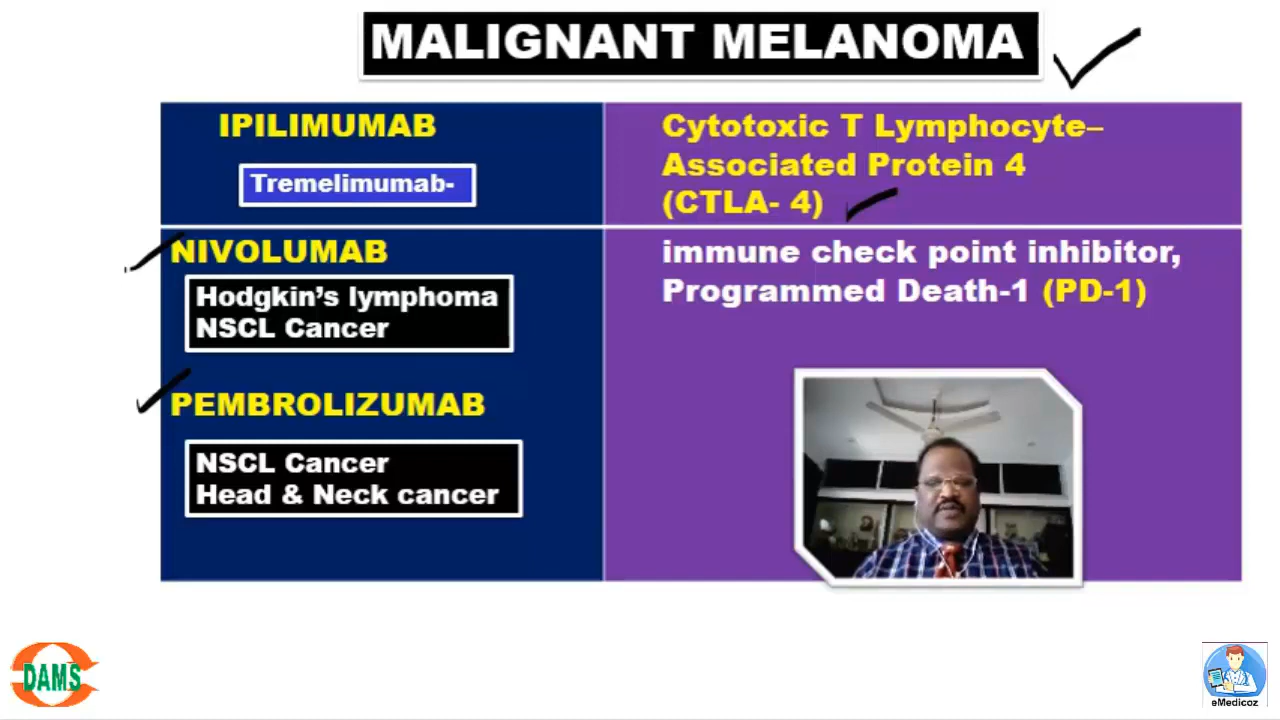 MALIGNANT MELANOMA
IPILIMUMAB
Tremelimumab-
Cytotoxic T Lymphocyte–
Associated Protein 4
(CTLA- 4)
NIVOLUMAB
Hodgkin’s lymphoma
NSCL Cancer
PEMBROLIZUMAB
NSCL Cancer
Head & Neck cancer
immune check point inhibitor,
Programmed Death-1 (PD-1)
DAMS
eMedicoz